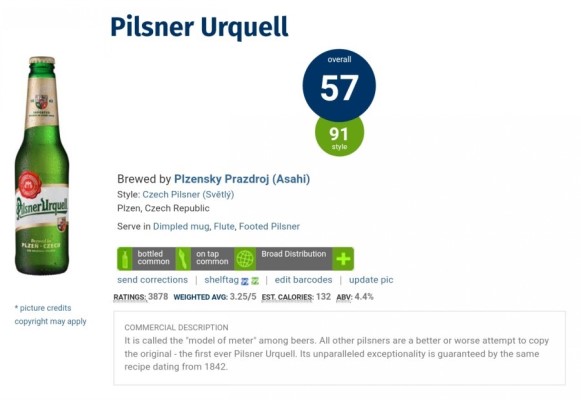 Pilsner Urquell
overall
57
91
style
Brewed by Plzensky Prazdroj (Asahi)
Style: Czech Pilsner (Světlý)
Plzen, Czech Republic
Serve in Dimpled mug, Flute, Footed Pilsner
bottled
common
on tap
common
Broad Distribution
send corrections | shelftag | edit barcodes | update pic
RATINGS: 3878 WEIGHTED AVG: 3.25/5 EST. CALORIES: 132 ABV: 4.4%
* picture credits
copyright may apply
COMMERCIAL DESCRIPTION
It is called the "model of meter" among beers. All other pilsners are a better or worse attempt to copy
the original - the first ever Pilsner Urquell. Its unparalleled exceptionality is guaranteed by the same
recipe dating from 1842.
Pilsner Urquell
PLZEN - CZECH